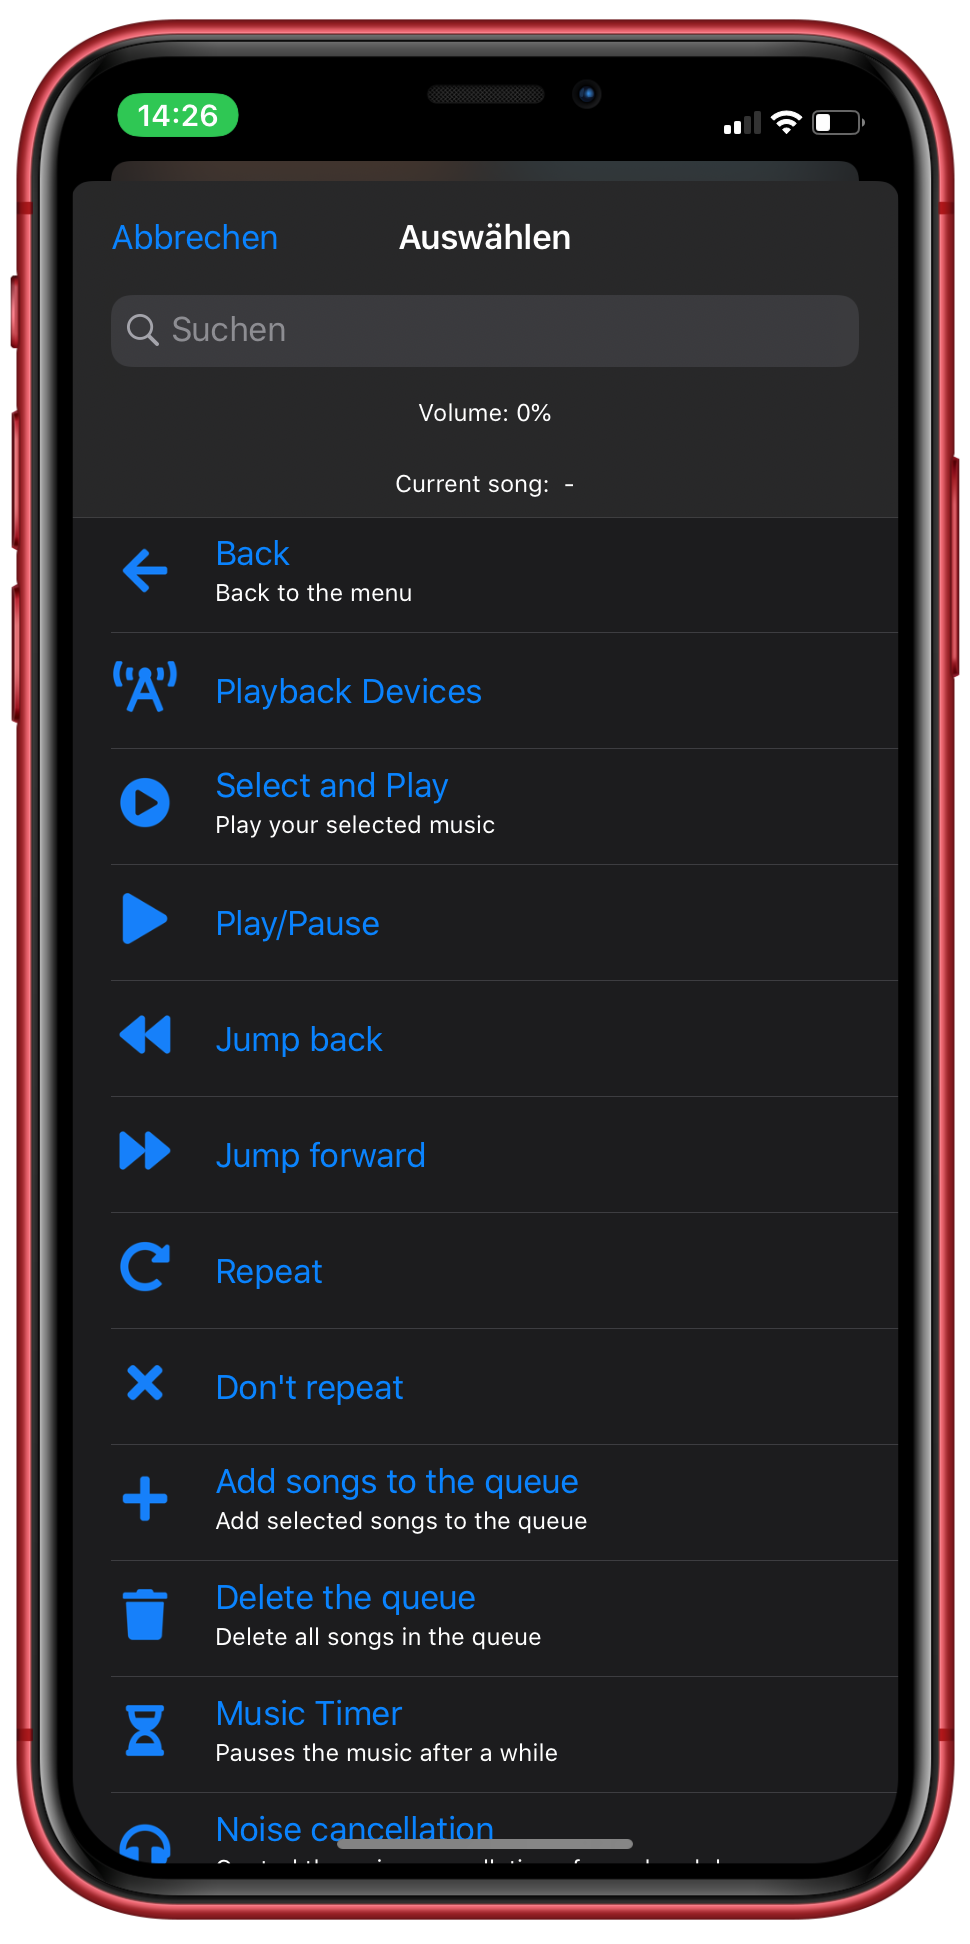 14:26
Abbrechen
Auswählen
Suchen
Volume: 0%
Current song: -
Back
Back to the menu
Playback Devices
Select and Play
Play your selected music
Play/Pause
Jump back
Jump forward
Repeat
Don't repeat
Add songs to the queue
Add selected songs to the queue
Delete the queue
Delete all songs in the queue
Music Timer
Pauses the music after a while
Noise cancellation